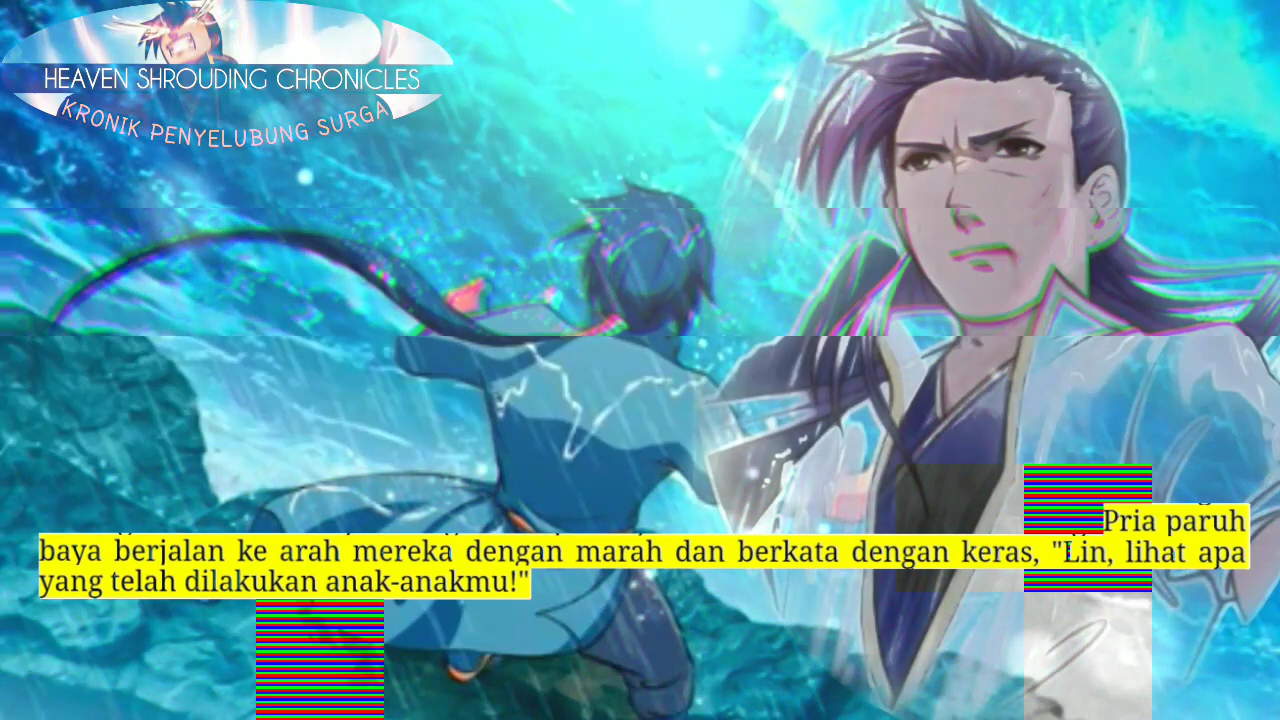 HEAVEN SHROUDING CHRONICLES
KRONIK PENYELUBUNG SURGA
Pria paruh
baya berjalan ke arah mereka dengan marah dan berkata dengan keras, "Lin, lihat apa
yang telah dilakukan anak-anakmu!"